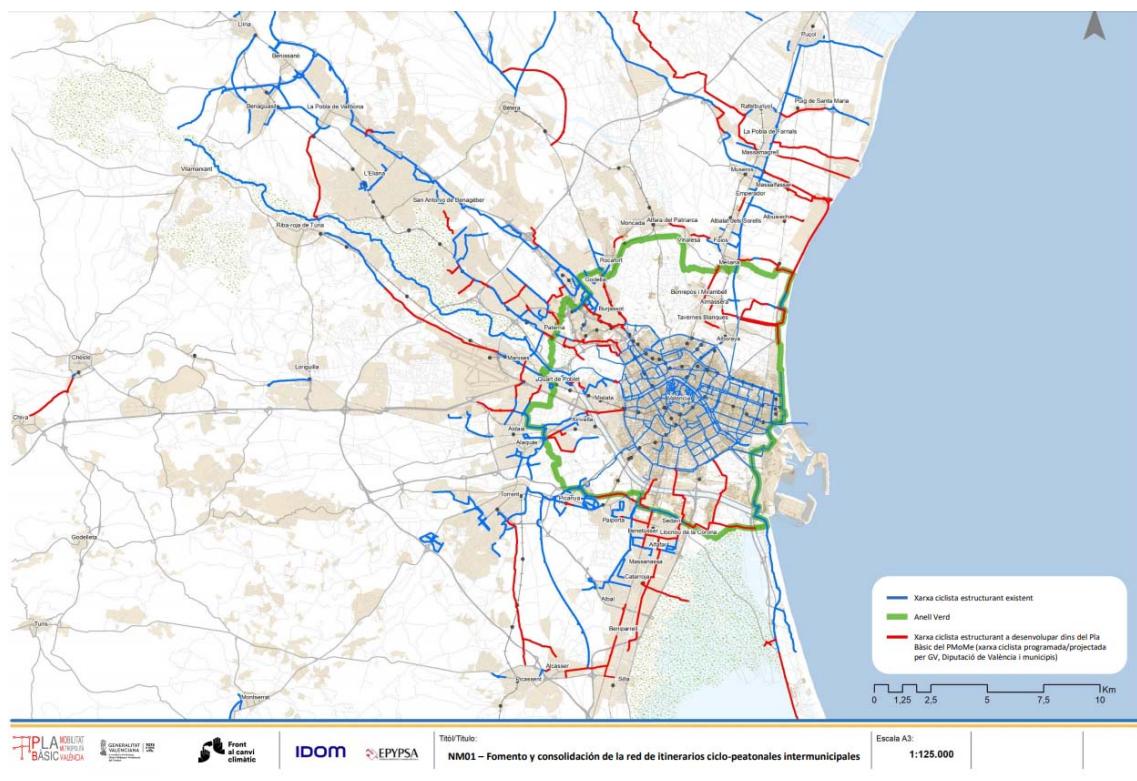 Llíria
Benissanó
Benaguasil
La Pobla de Vallbona
Bétera
Puçol
Rafelbunyol
Puig de Santa Maria
La Pobla de Farnals
Massamagrell
Museros
Massalfassar
Emperador
Albalat dels Sorells
Albuixech
Vilamarxant
L'Eliana
San Antonio de Benagéber
Riba-roja de Túria
Moncada
Alfara del Patriarca
Vinalesa
Foios
Meliana
Rocafort
Godella
Bonrepòs i Mirambell
Almàssera
Burjassot
Tavernes Blanques
Paterna
Alboraya
Manises
Cheste
Loriguilla
Quart de Poblet
Mislata
València
Chiva
Xirivella
Aldaia
Alaquàs
Torrent
Picanya
Paiporta
Sedaví
Benetússer
Llocnou de la Corona
Alfafar
Massanassa
Catarroja
Albal
Godelleta
Turís
Beniparrell
Alcàsser
Picassent
Silla
Montserrat
Xarxa ciclista estructurant existent
Anell Verd
Xarxa ciclista estructurant a desenvolupar dins del Pla
Bàsic del PMoMe (xarxa ciclista programada/projectada
per GV, Diputació de València i municipis)
0 1,25 2,5 5 7,5 10 Km
PLA BÀSIC
MOBILITAT
METROPOLITANA
VALÈNCIA
GENERALITAT
VALENCIANA
Front
al canvi
climàtic
IDOM
EPYPSA
Títol/Título:
NM01 – Fomento y consolidación de la red de itinerarios ciclo-peatonales intermunicipales
Escala A3:
1:125.000